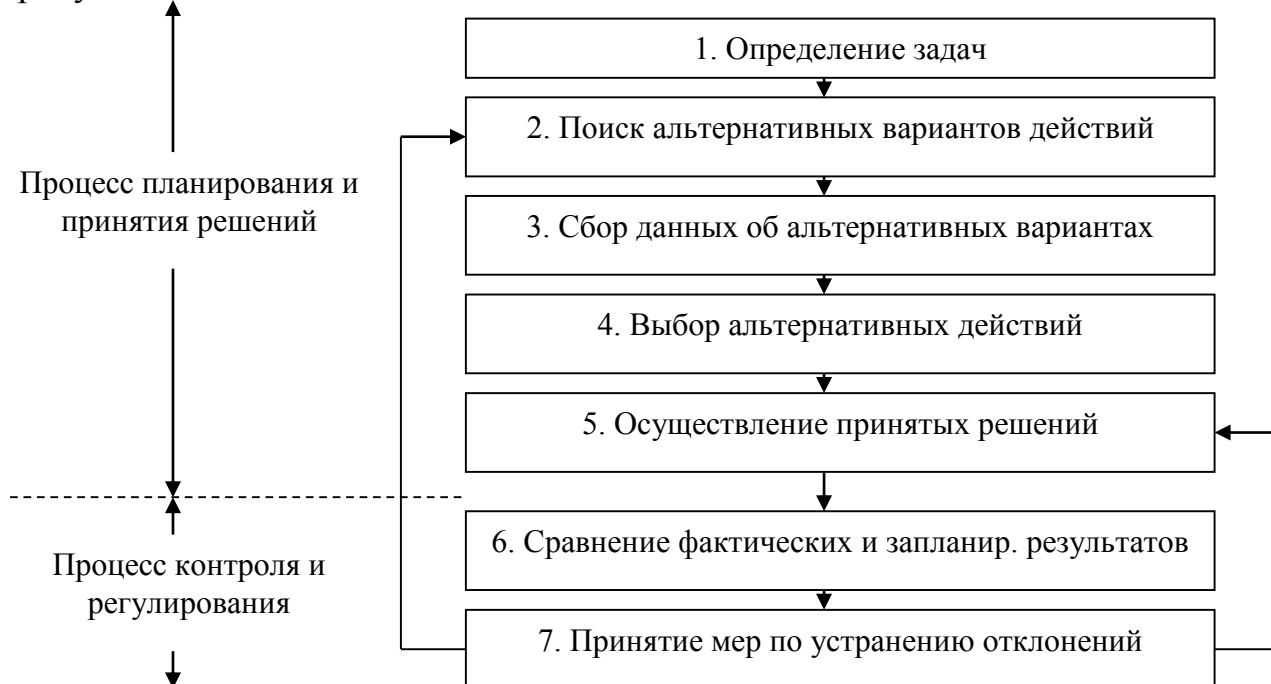 1. Определение задач
2. Поиск альтернативных вариантов действий
Процесс планирования и
принятия решений
3. Сбор данных об альтернативных вариантах
4. Выбор альтернативных действий
5. Осуществление принятых решений
6. Сравнение фактических и запланир. результатов
Процесс контроля и
регулирования
7. Принятие мер по устранению отклонений